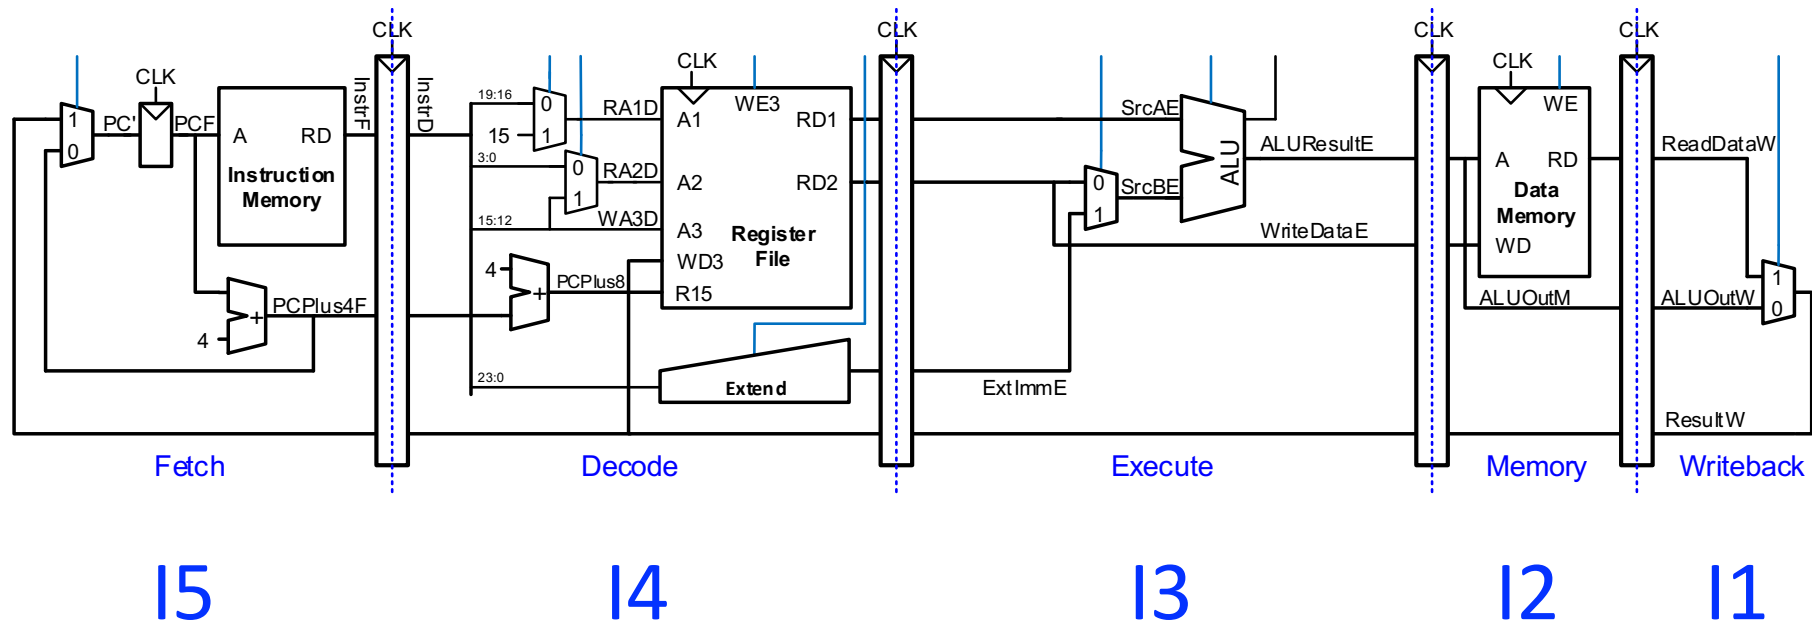 CLK CLK CLK CLK
CLK CLK CLK
1
0
PC'
PCF
A RD
Instruction
Memory
InstrF
InstrD
4
+
PCPlus4F
19:16
0
1
15
RA1D
3:0
0
1
RA2D
15:12
WA3D
4
+
PCPlus8
23:0
WE3
A1 RD1
A2 RD2
A3
Register
File
WD3
R15
Extend
SrcAE
0
1
SrcBE
ALU
ALUResultE
WriteDataE
ExtImmE
WE
A RD
Data
Memory
WD
ALUOutM
ReadDataW
1
0
ALUOutW
ResultW
Fetch Decode Execute Memory Writeback
I5 I4 I3 I2 I1